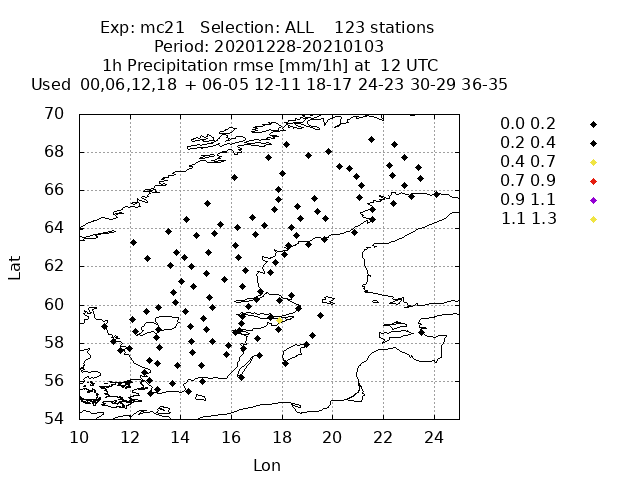 Exp: mc21 Selection: ALL 123 stations
Period: 20201228-20210103
1h Precipitation rmse [mm/1h] at 12 UTC
Used 00,06,12,18 + 06-05 12-11 18-17 24-23 30-29 36-35
70
68
66
64
62
60
58
56
54
Lat
10 12 14 16 18 20 22 24
Lon
0.0 0.2
0.2 0.4
0.4 0.7
0.7 0.9
0.9 1.1
1.1 1.3